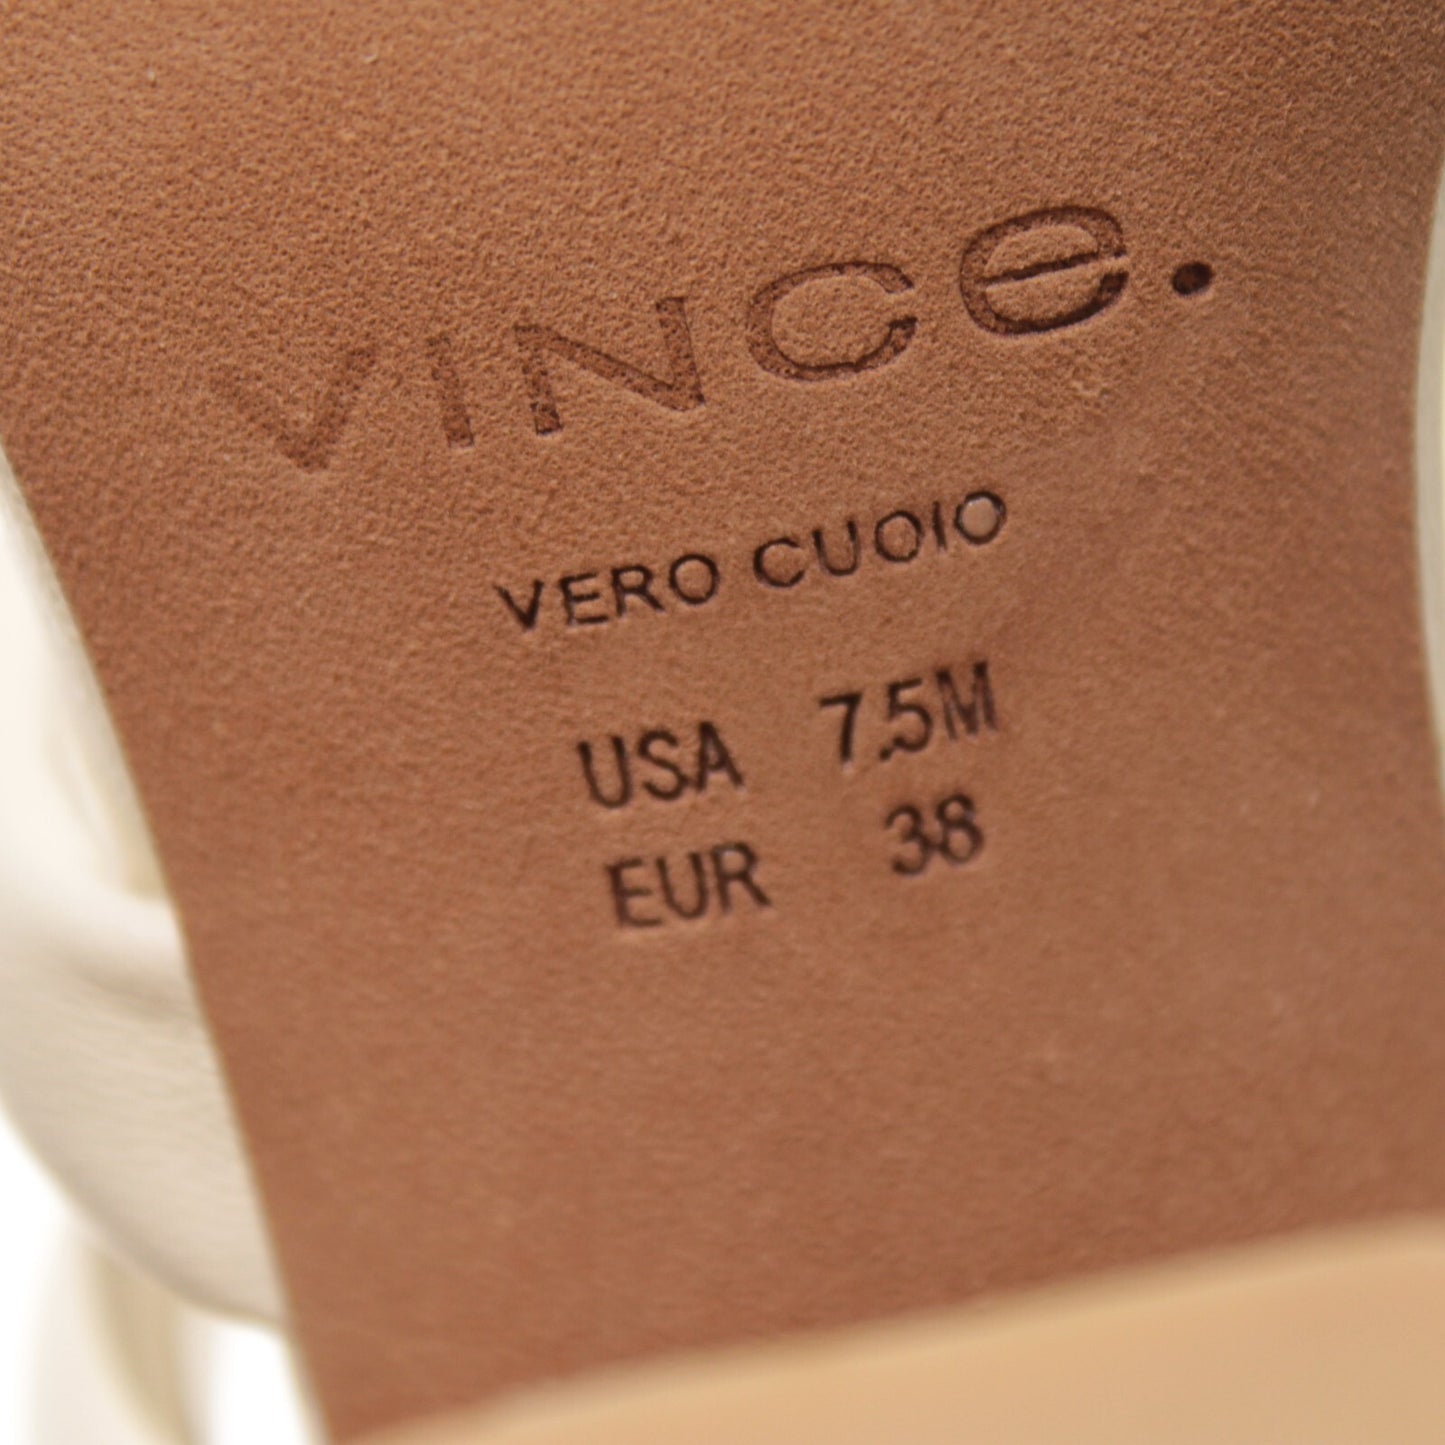 VINCe.
VERO CUOIO
USA 7.5M
EUR 38